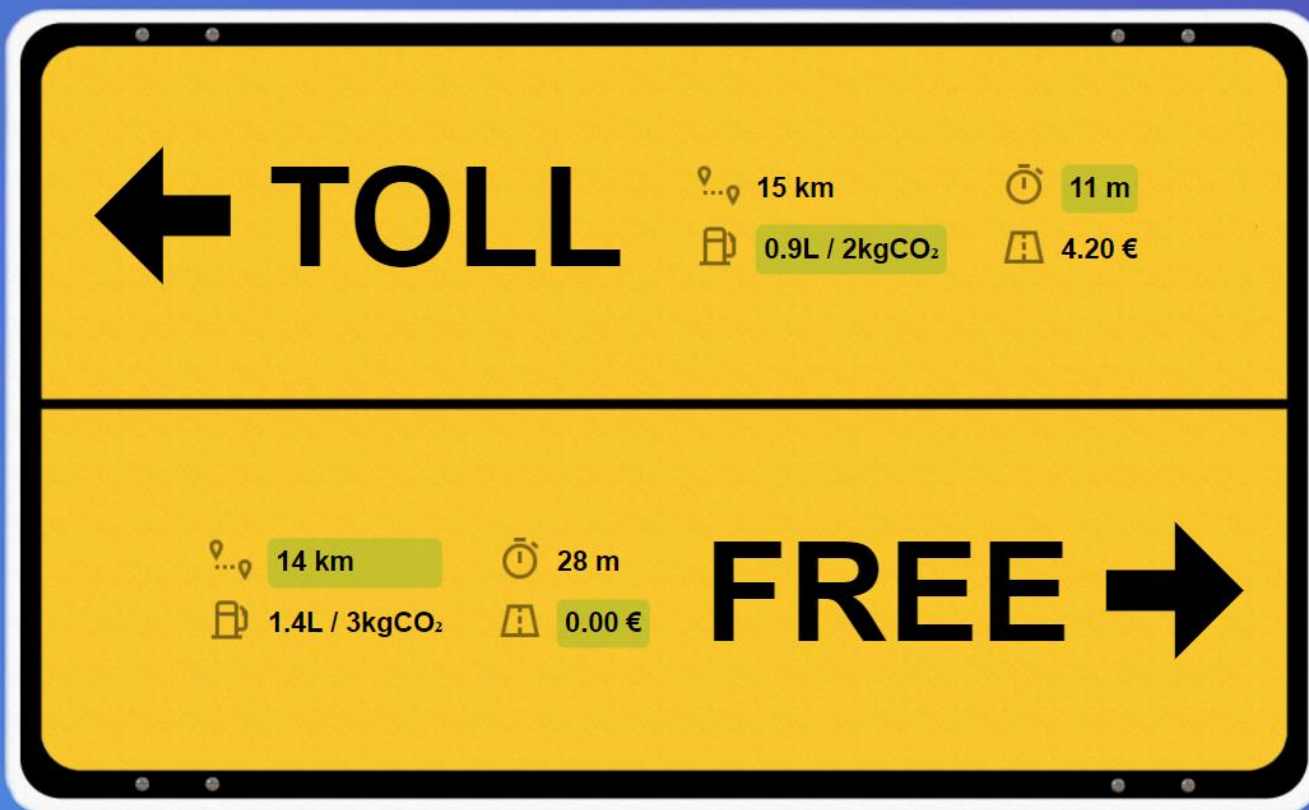 TOLL
15 km 11 m
0.9L / 2kgCO₂ 4.20 €
14 km 28 m
1.4L / 3kgCO₂ 0.00 €
FREE